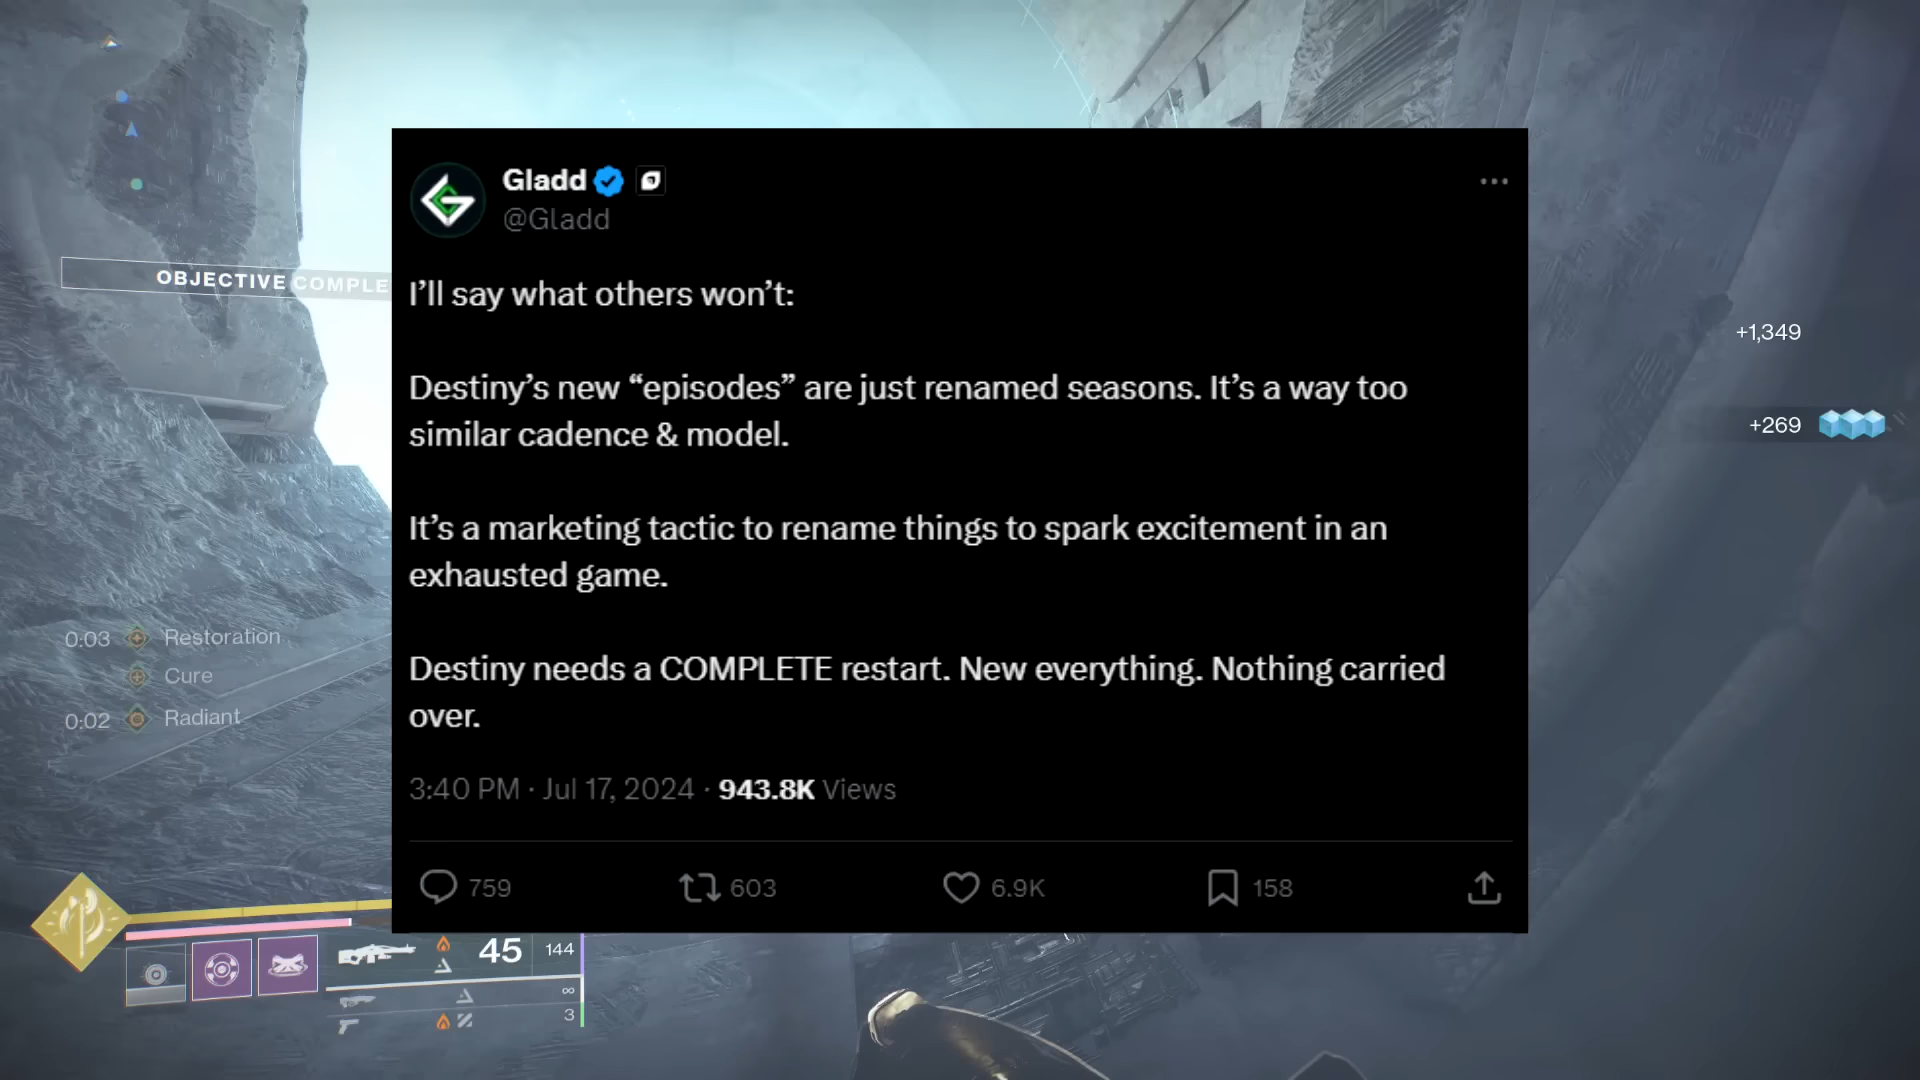 Gladd
@Gladd
OBJECTIVE COMPLE
I’ll say what others won’t:
+1,349
Destiny’s new “episodes” are just renamed seasons. It’s a way too
similar cadence & model.
+269
It’s a marketing tactic to rename things to spark excitement in an
exhausted game.
0:03 Restoration
Cure
0:02 Radiant
Destiny needs a COMPLETE restart. New everything. Nothing carried
over.
3:40 PM · Jul 17, 2024 · 943.8K Views
759 603 6.9K 158
45 144
∞
3